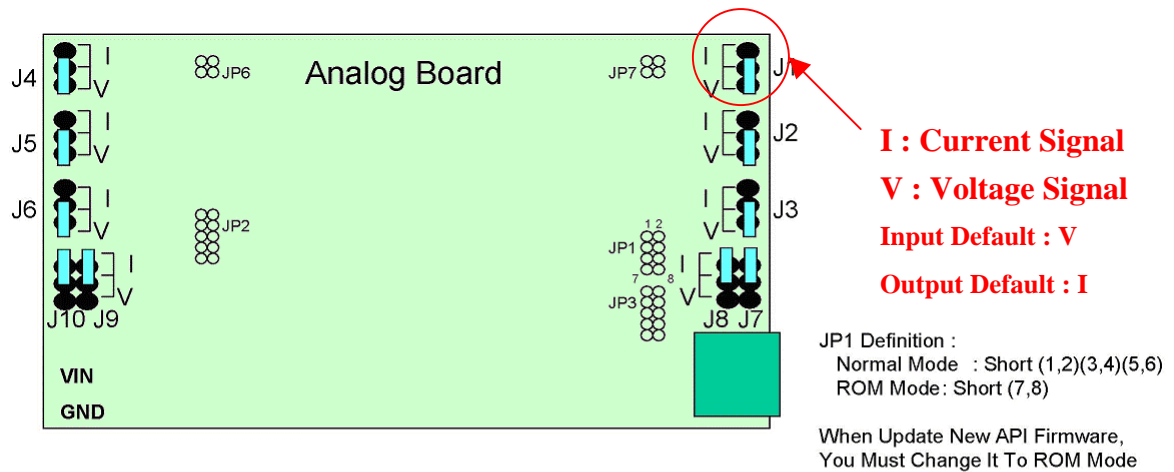 Analog Board
J4
I
V
JP6
JP7
I
V
J1
J5
I
V
I
V
J2
J6
I
V
I
V
J3
JP2
1 2
JP1
7 8
JP3
I
V
I
V
J10 J9
J8 J7
VIN
GND
I : Current Signal
V : Voltage Signal
Input Default : V
Output Default : I
JP1 Definition :
Normal Mode : Short (1,2)(3,4)(5,6)
ROM Mode: Short (7,8)
When Update New API Firmware,
You Must Change It To ROM Mode